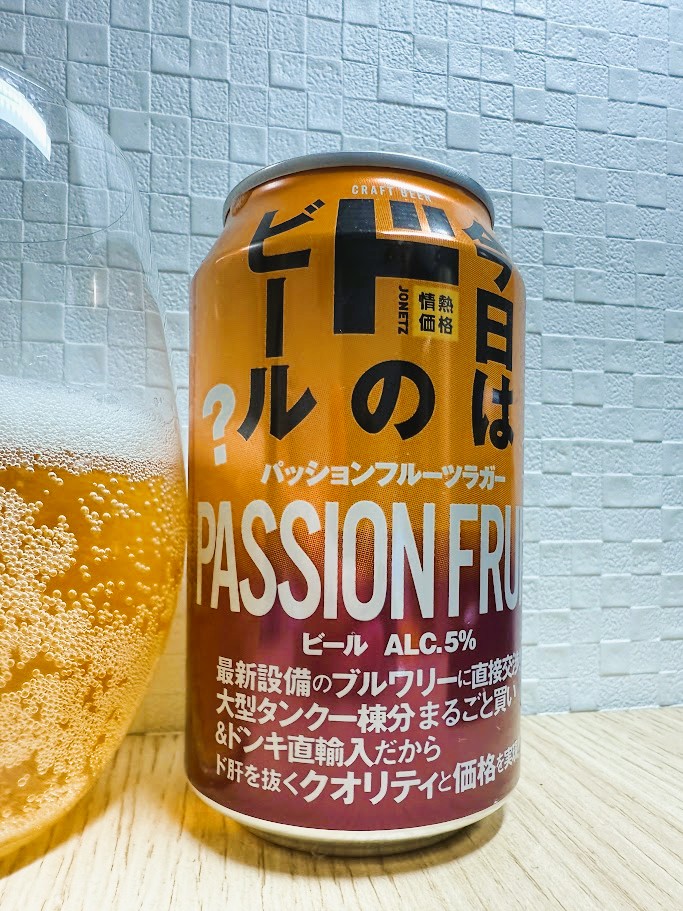 CRAFT BEER
今日は
ドの
ビール
?
情熱
価格
JONETZ
パッションフルーツラガー
PASSION FRU
ビール ALC.5%
最新設備のブルワリーに直接交渉
大型タンク一棟分まるごと買い
&ドンキ直輸入だから
ド肝を抜くクオリティと価格を実現